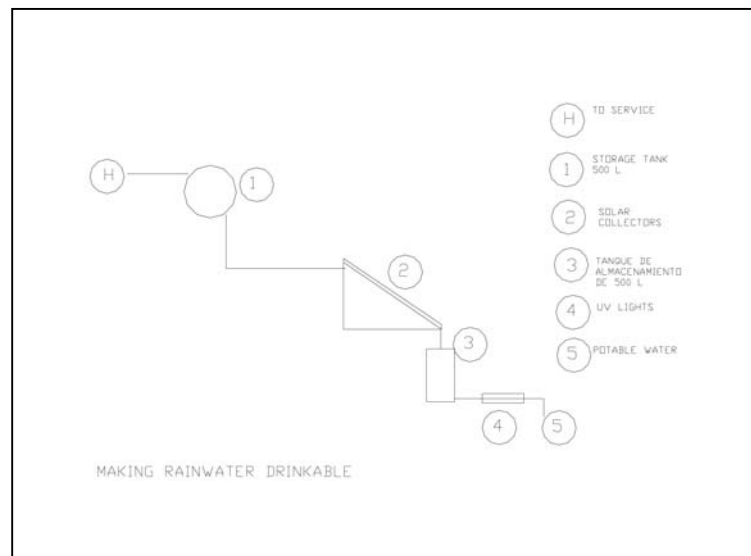 H
TO SERVICE
1
STORAGE TANK
500 L
2
SOLAR
COLLECTORS
3
TANQUE DE
ALMACENAMIENTO
DE 500 L
4
UV LIGHTS
5
POTABLE WATER
H
1
2
3
4
5
MAKING RAINWATER DRINKABLE